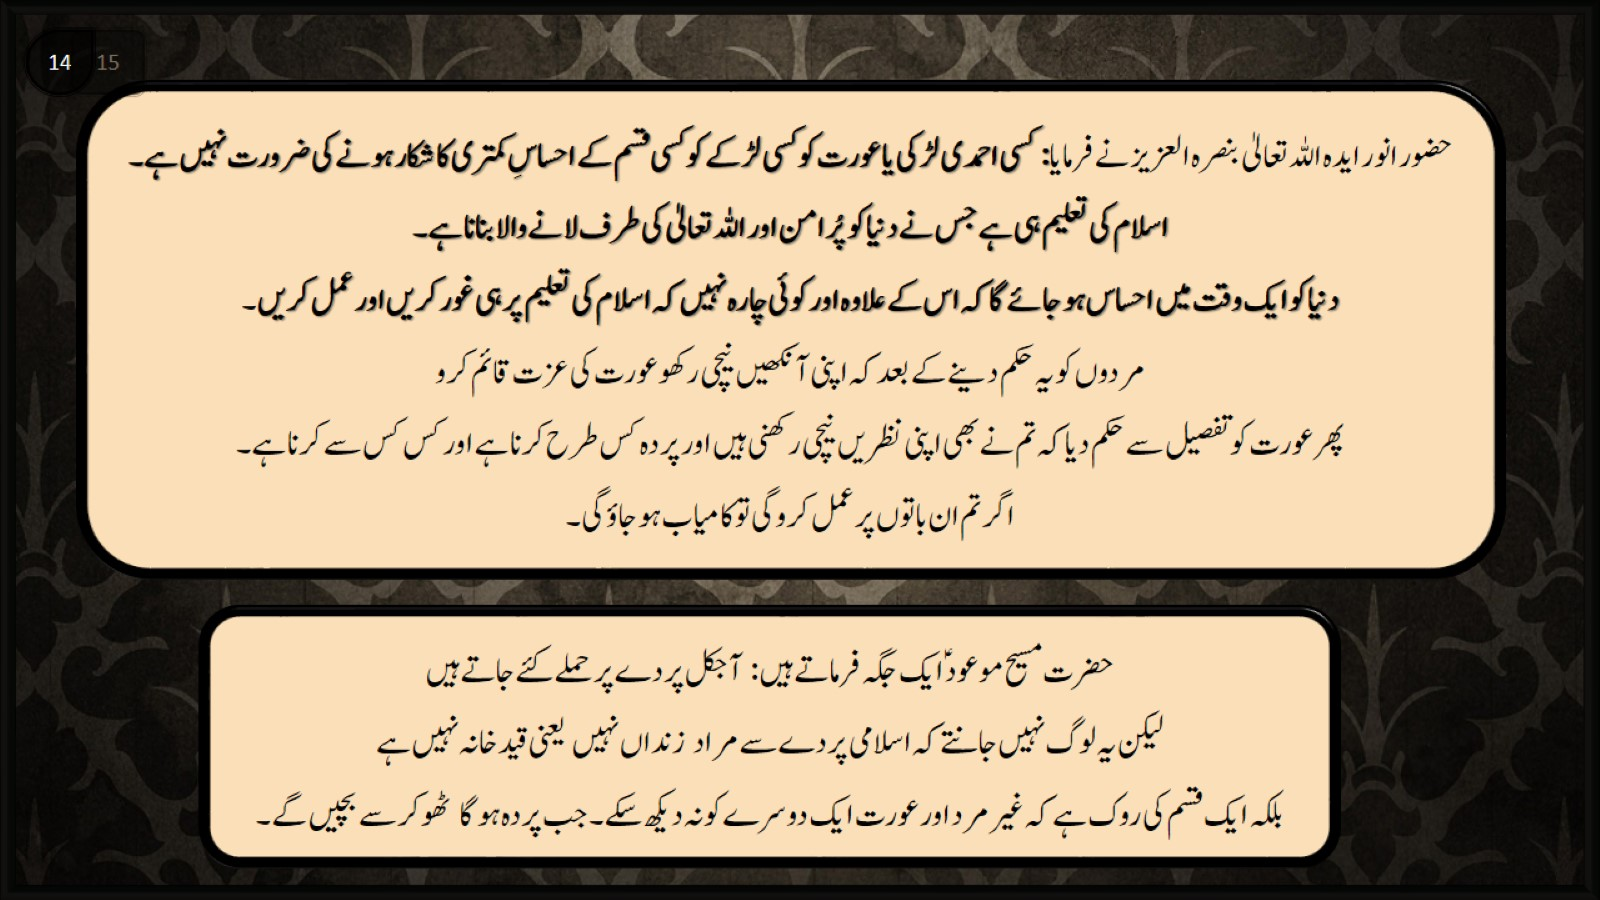 14 15
حضور انور ایدہ اللہ تعالیٰ بنصرہ العزیز نے فرمایا: کسی احمدی لڑکی یا عورت کو کسی لڑکے کو کسی قسم کے احساسِ کمتری کا شکار ہونے کی ضرورت نہیں ہے۔
اسلام کی تعلیم ہی ہے جس نے دنیا کو پُر امن اور اللہ تعالیٰ کی طرف لانے والا بنانا ہے۔
دنیا کو ایک وقت میں احساس ہو جائے گا کہ اس کے علاوہ اور کوئی چارہ نہیں کہ اسلام کی تعلیم پر ہی غور کریں اور عمل کریں۔
مردوں کو یہ حکم دینے کے بعد کہ اپنی آنکھیں نیچی رکھو عورت کی عزت قائم کرو
پھر عورت کو تفصیل سے حکم دیا کہ تم نے بھی اپنی نظریں نیچی رکھنی ہیں اور پردہ کس طرح کرنا ہے اور کس کس سے کرنا ہے۔
اگر تم ان باتوں پر عمل کرو گی تو کامیاب ہو جاؤ گی۔
حضرت مسیح موعودؑ ایک جگہ فرماتے ہیں: آجکل پردے پر حملے کئے جاتے ہیں
لیکن یہ لوگ نہیں جانتے کہ اسلامی پردے سے مراد زنداں نہیں یعنی قید خانہ نہیں ہے
بلکہ ایک قسم کی روک ہے کہ غیر مرد اور عورت ایک دوسرے کو نہ دیکھ سکے۔ جب پردہ ہو گا ٹھوکر سے بچیں گے۔